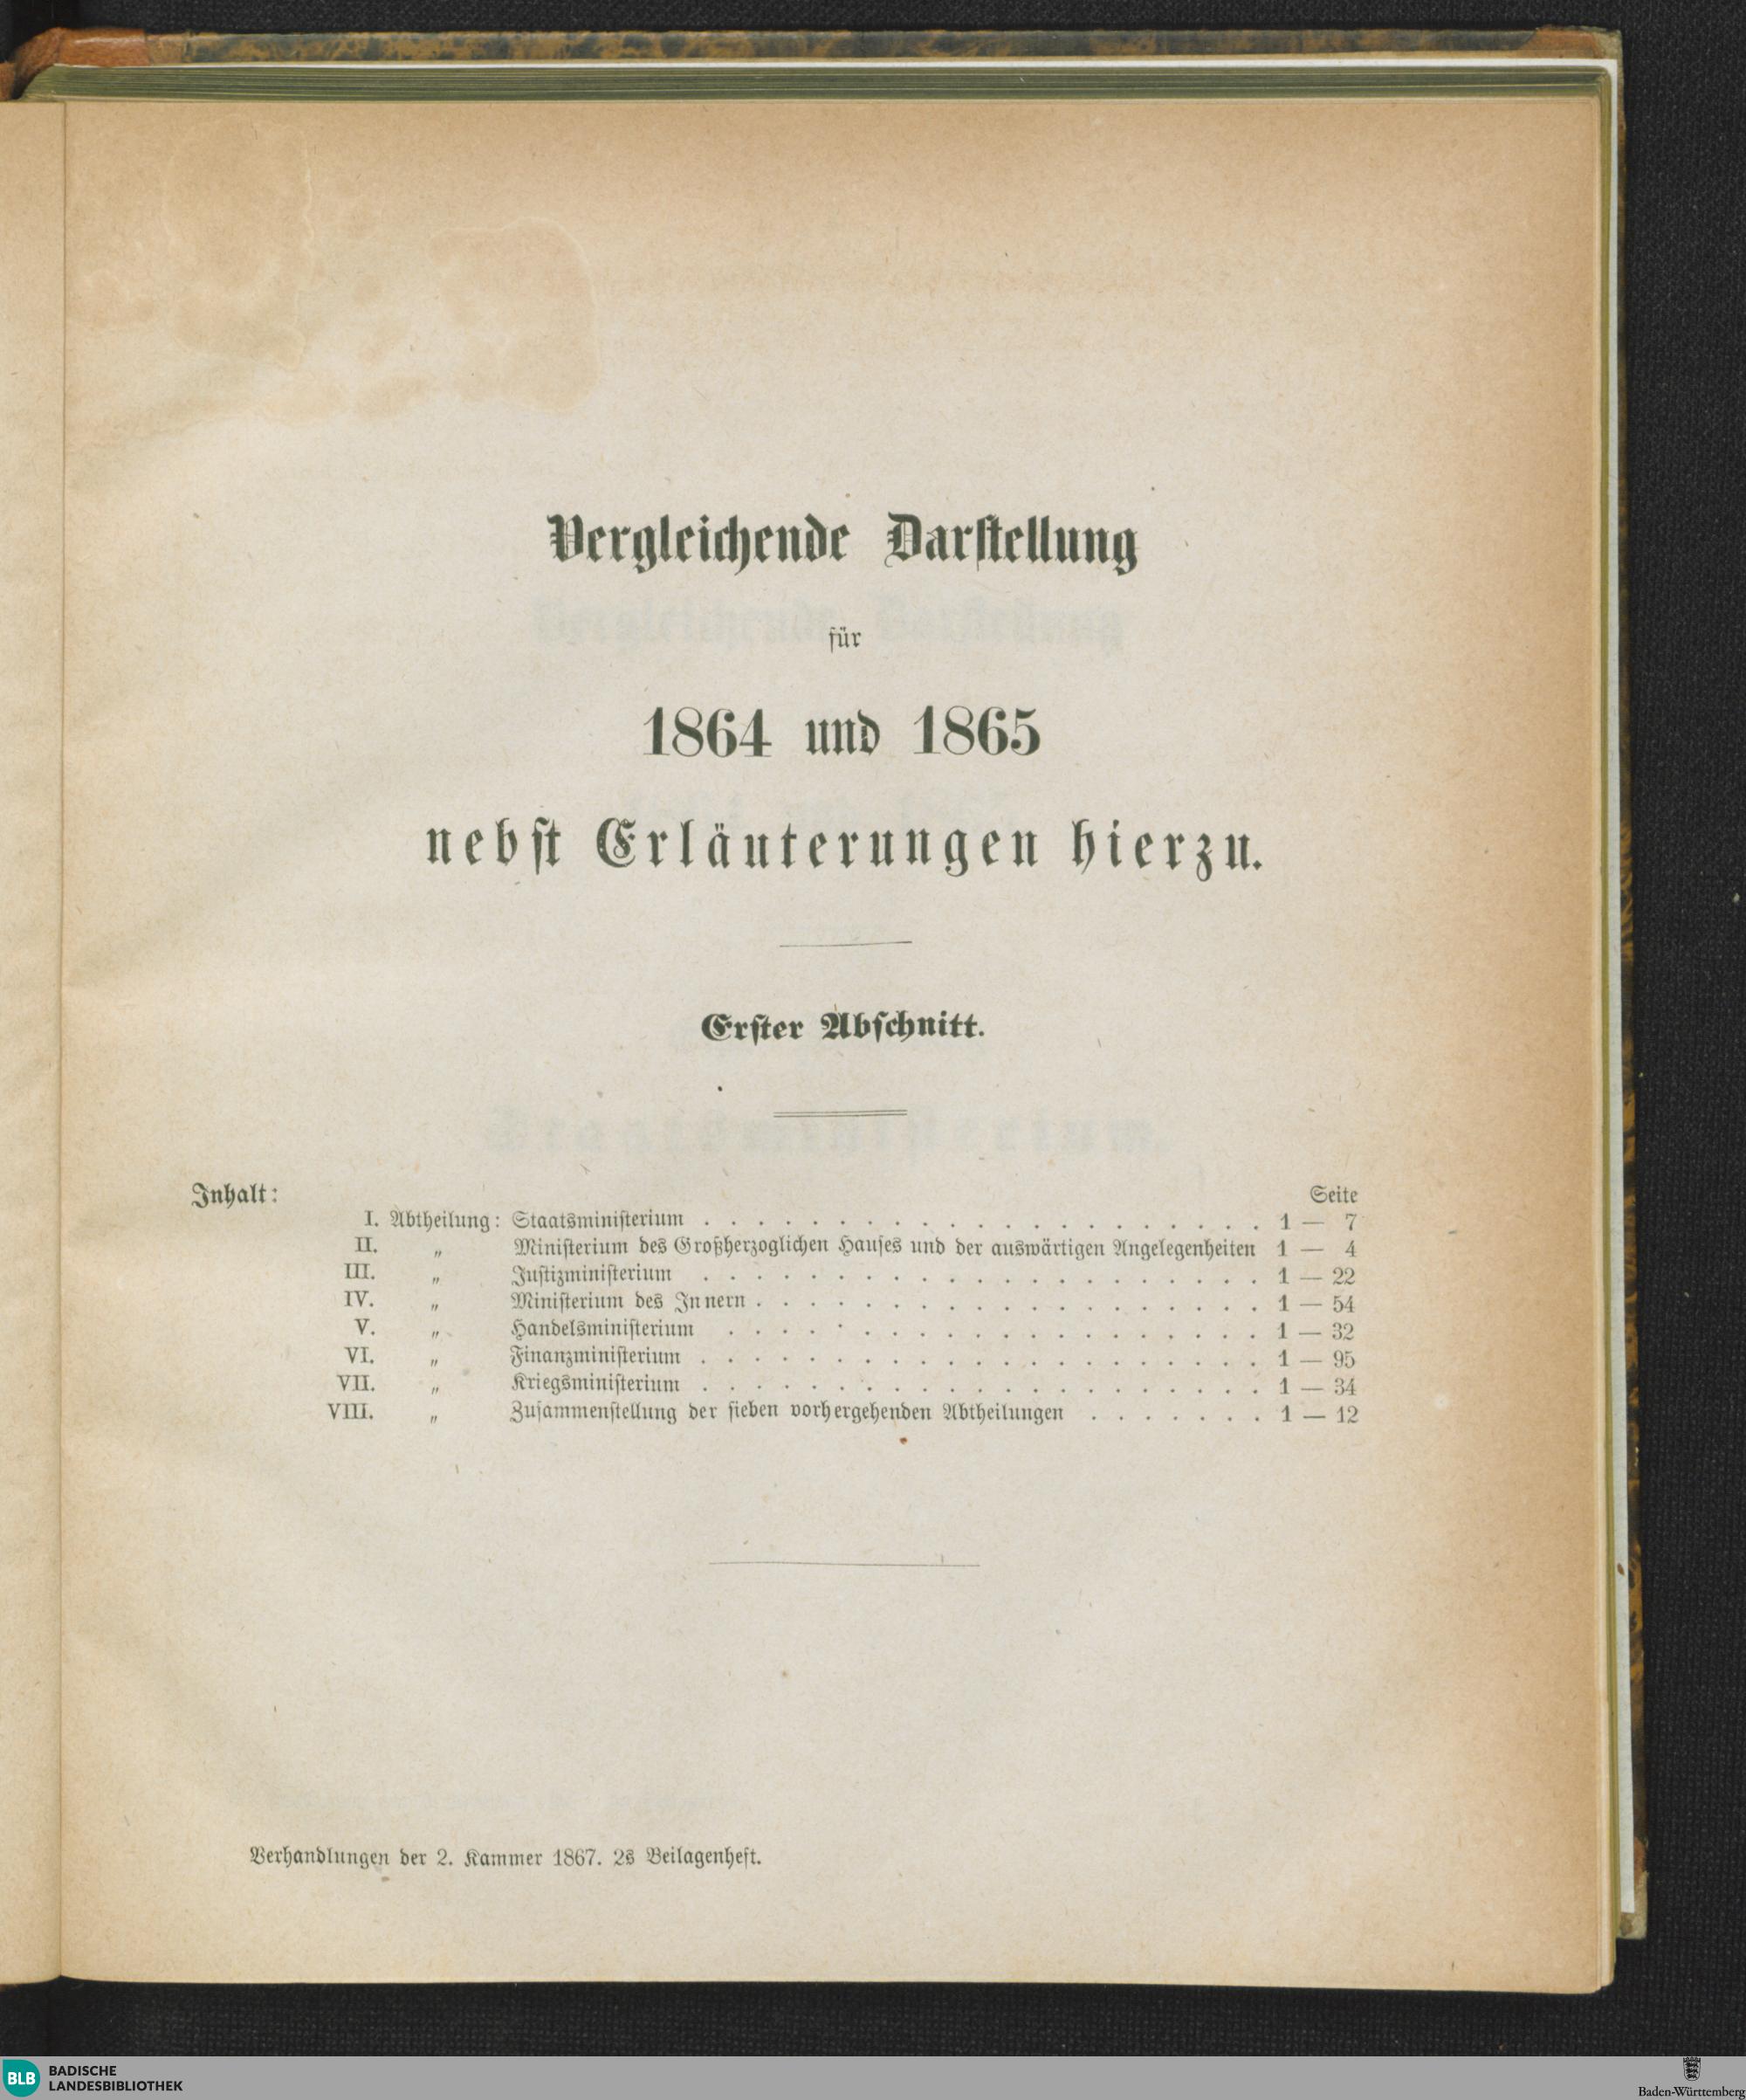 Vergleichende Darstellung
für
1864 und 1865
nebst Erläuterungen hierzu.
Erster Abschnitt.
Inhalt: Seite
I. Abtheilung: Staatsministerium . . . . . . . . . . . . . . . . . . . . . 1 — 7
II. „ Ministerium des Großherzoglichen Hauses und der auswärtigen Angelegenheiten 1 — 4
III. „ Justizministerium . . . . . . . . . . . . . . . . . . . . . 1 — 22
IV. „ Ministerium des Innern . . . . . . . . . . . . . . . . . . . 1 — 54
V. „ Handelsministerium . . . . . . . . . . . . . . . . . . . . 1 — 32
VI. „ Finanzministerium . . . . . . . . . . . . . . . . . . . . . 1 — 95
VII. „ Kriegsministerium . . . . . . . . . . . . . . . . . . . . . 1 — 34
VIII. „ Zusammenstellung der sieben vorhergehenden Abtheilungen . . . . . . . 1 — 12
Verhandlungen der 2. Kammer 1867. 2s Beilagenheft.
BLB BADISCHE
LANDESBIBLIOTHEK
Baden-Württemberg